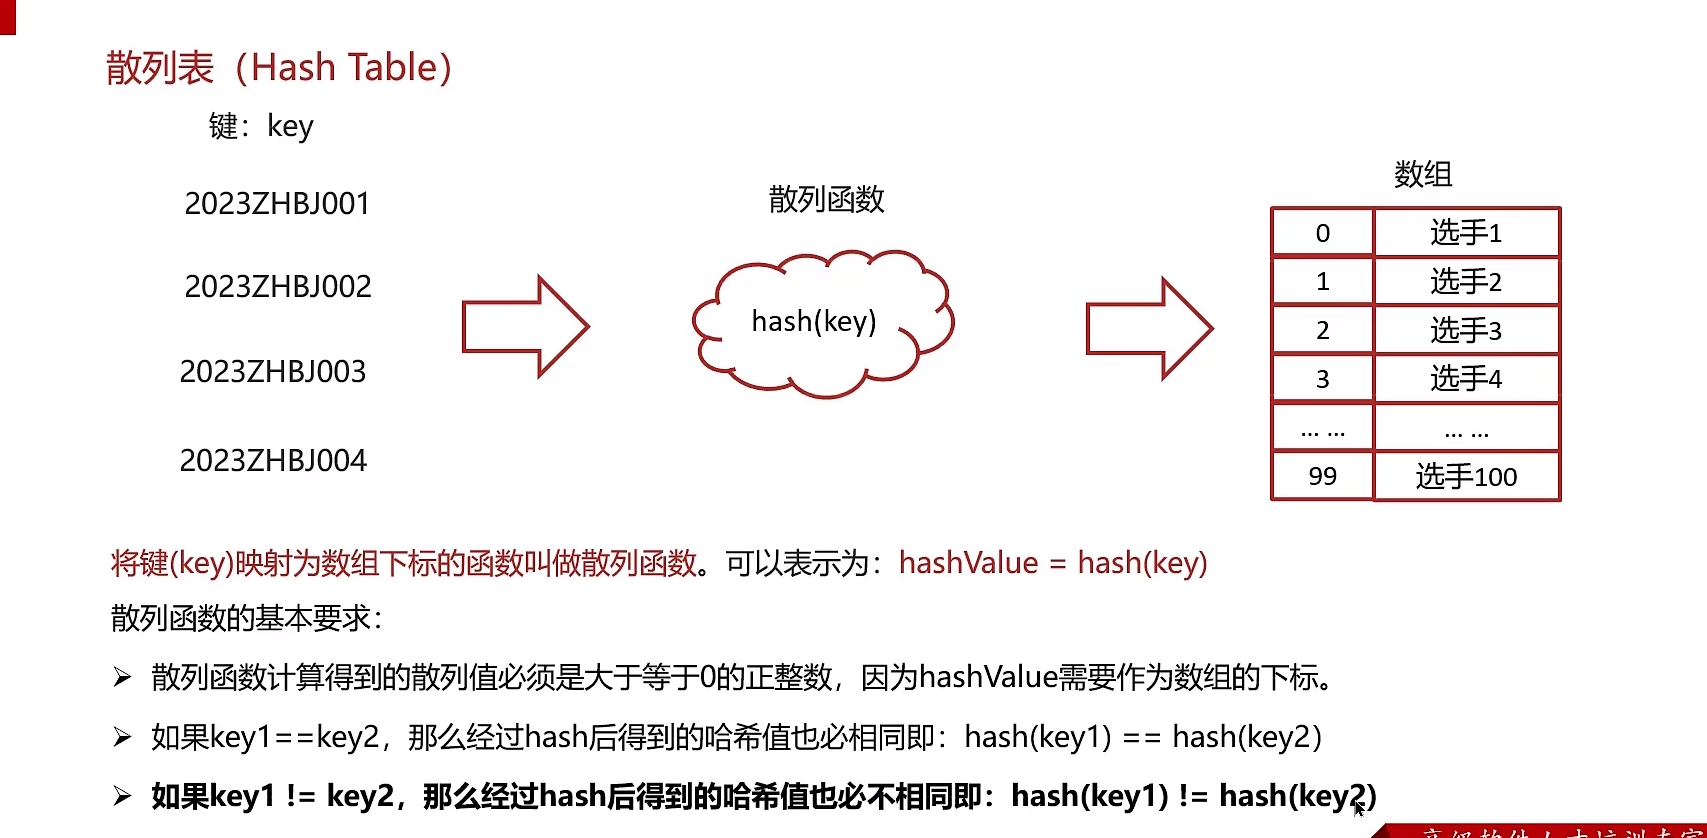 散列表（Hash Table）
键：key
2023ZHBJ001
2023ZHBJ002
2023ZHBJ003
2023ZHBJ004
散列函数
hash(key)
数组
0 选手1
1 选手2
2 选手3
3 选手4
... ... ... ...
99 选手100
将键(key)映射为数组下标的函数叫做散列函数。可以表示为：hashValue = hash(key)
散列函数的基本要求：
➢ 散列函数计算得到的散列值必须是大于等于0的正整数，因为hashValue需要作为数组的下标。
➢ 如果key1==key2，那么经过hash后得到的哈希值也必相同即：hash(key1) == hash(key2）
➢ 如果key1 != key2，那么经过hash后得到的哈希值也必不相同即：hash(key1) != hash(key2)